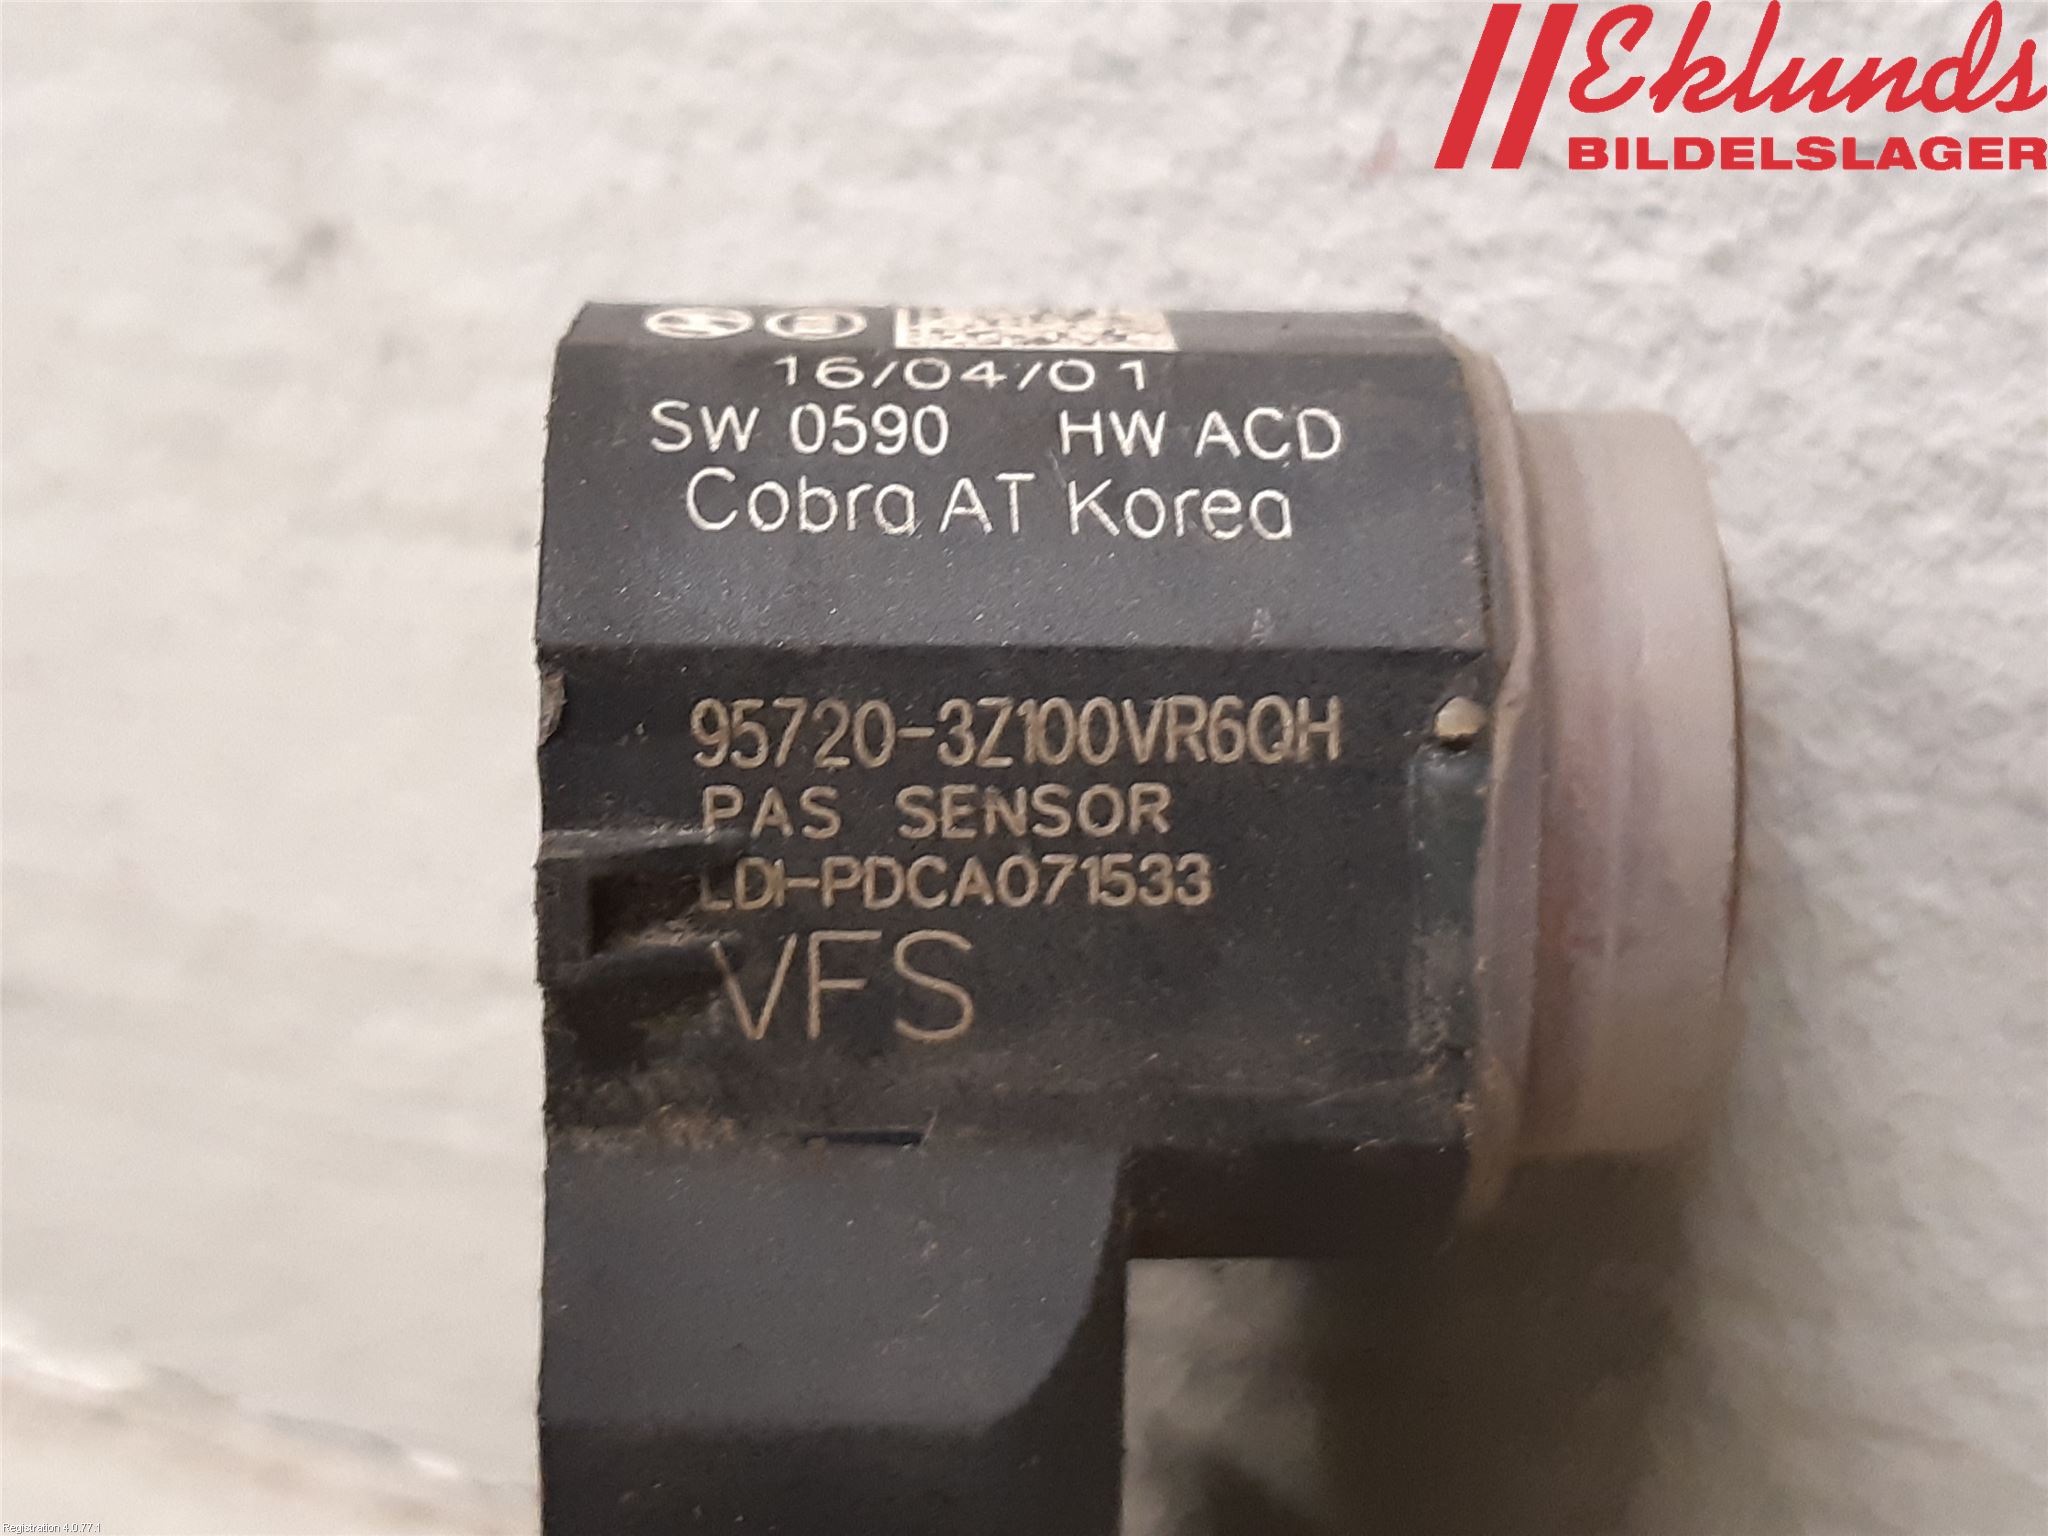 Eklunds
BILDELSLAGER
16/04/01
SW 0590 HW ACD
Cobra AT Korea
95720-3Z100VR6QH
PAS SENSOR
LDI-PDCA071533
VFS
Registration 4.0.77.1